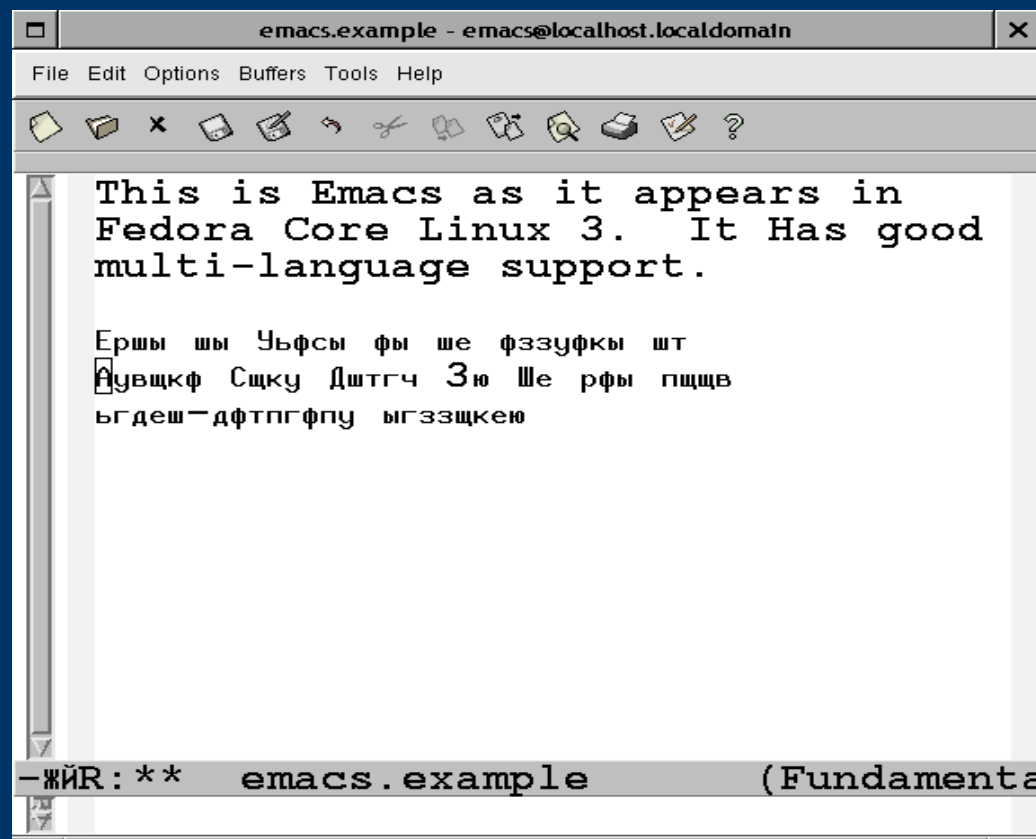 emacs.example - emacs@localhost.localdomain
File Edit Options Buffers Tools Help
This is Emacs as it appears in
Fedora Core Linux 3. It Has good
multi-language support.
Ершы шы Уьфсы фы ше фззуфкы шт
Аувщкф Сщку Дштгч 3ю Ше рфы пщщв
ьгдеш-дфтпгфпу ыгззщкею
-жйR:** emacs.example (Fundamenta